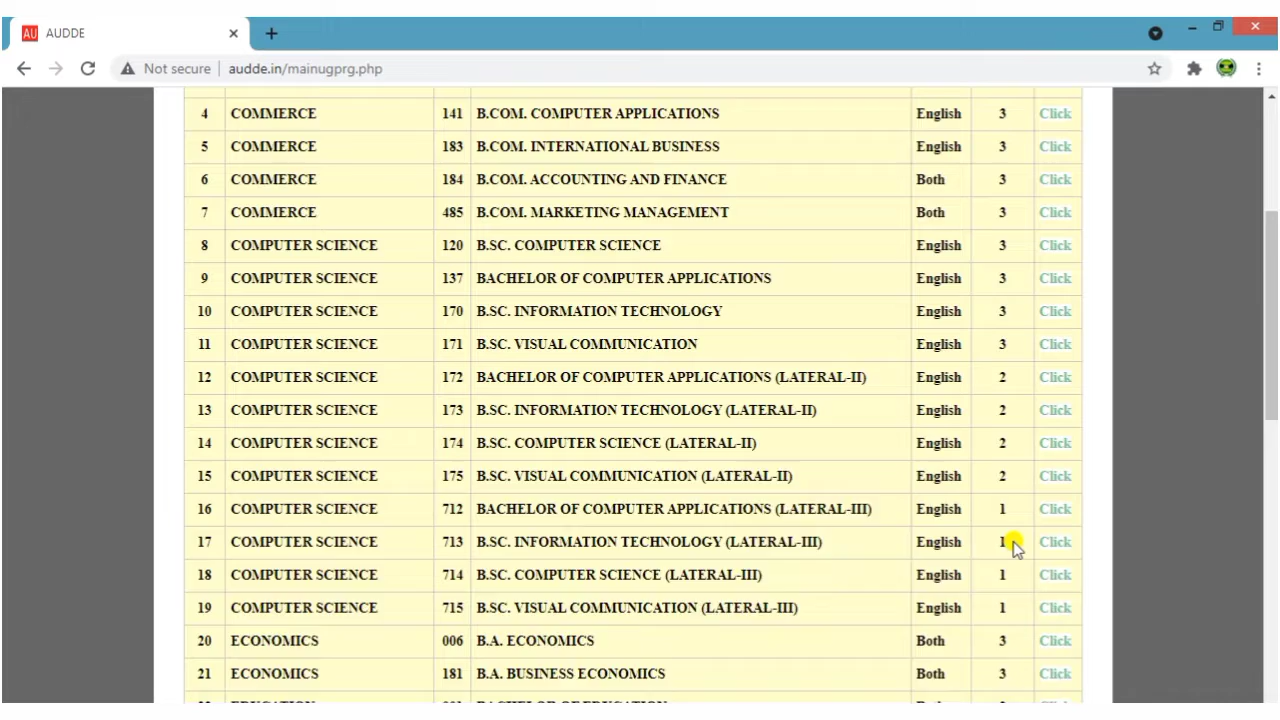 AU AUDDE
Not secure audde.in/mainugprg.php
4 COMMERCE 141 B.COM. COMPUTER APPLICATIONS English 3 Click
5 COMMERCE 183 B.COM. INTERNATIONAL BUSINESS English 3 Click
6 COMMERCE 184 B.COM. ACCOUNTING AND FINANCE Both 3 Click
7 COMMERCE 485 B.COM. MARKETING MANAGEMENT Both 3 Click
8 COMPUTER SCIENCE 120 B.SC. COMPUTER SCIENCE English 3 Click
9 COMPUTER SCIENCE 137 BACHELOR OF COMPUTER APPLICATIONS English 3 Click
10 COMPUTER SCIENCE 170 B.SC. INFORMATION TECHNOLOGY English 3 Click
11 COMPUTER SCIENCE 171 B.SC. VISUAL COMMUNICATION English 3 Click
12 COMPUTER SCIENCE 172 BACHELOR OF COMPUTER APPLICATIONS (LATERAL-II) English 2 Click
13 COMPUTER SCIENCE 173 B.SC. INFORMATION TECHNOLOGY (LATERAL-II) English 2 Click
14 COMPUTER SCIENCE 174 B.SC. COMPUTER SCIENCE (LATERAL-II) English 2 Click
15 COMPUTER SCIENCE 175 B.SC. VISUAL COMMUNICATION (LATERAL-II) English 2 Click
16 COMPUTER SCIENCE 712 BACHELOR OF COMPUTER APPLICATIONS (LATERAL-III) English 1 Click
17 COMPUTER SCIENCE 713 B.SC. INFORMATION TECHNOLOGY (LATERAL-III) English 1 Click
18 COMPUTER SCIENCE 714 B.SC. COMPUTER SCIENCE (LATERAL-III) English 1 Click
19 COMPUTER SCIENCE 715 B.SC. VISUAL COMMUNICATION (LATERAL-III) English 1 Click
20 ECONOMICS 006 B.A. ECONOMICS Both 3 Click
21 ECONOMICS 181 B.A. BUSINESS ECONOMICS Both 3 Click